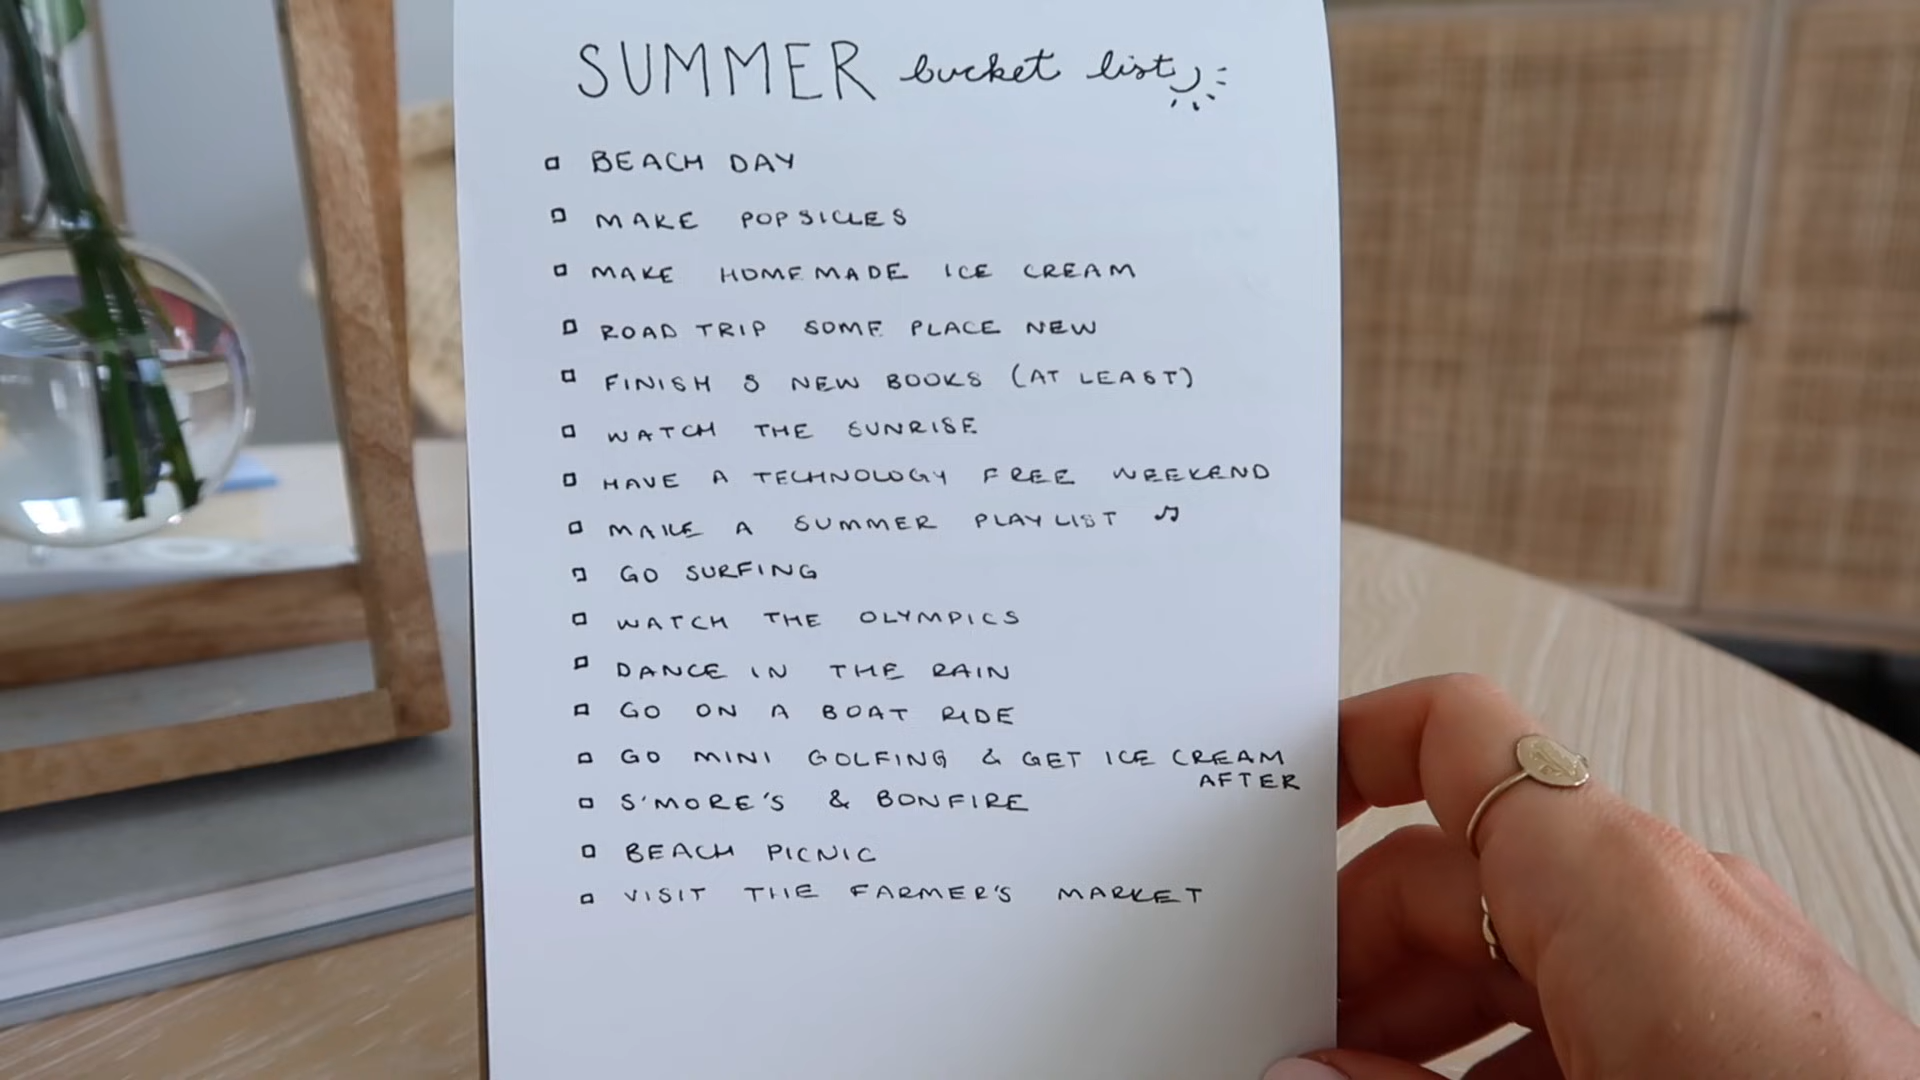 SUMMER bucket list
BEACH DAY
MAKE POPSICLES
MAKE HOMEMADE ICE CREAM
ROAD TRIP SOME PLACE NEW
FINISH 5 NEW BOOKS (AT LEAST)
WATCH THE SUNRISE
HAVE A TECHNOLOGY FREE WEEKEND
MAKE A SUMMER PLAYLIST ♫
GO SURFING
WATCH THE OLYMPICS
DANCE IN THE RAIN
GO ON A BOAT RIDE
GO MINI GOLFING & GET ICE CREAM
AFTER
S'MORE'S & BONFIRE
BEACH PICNIC
VISIT THE FARMER'S MARKET